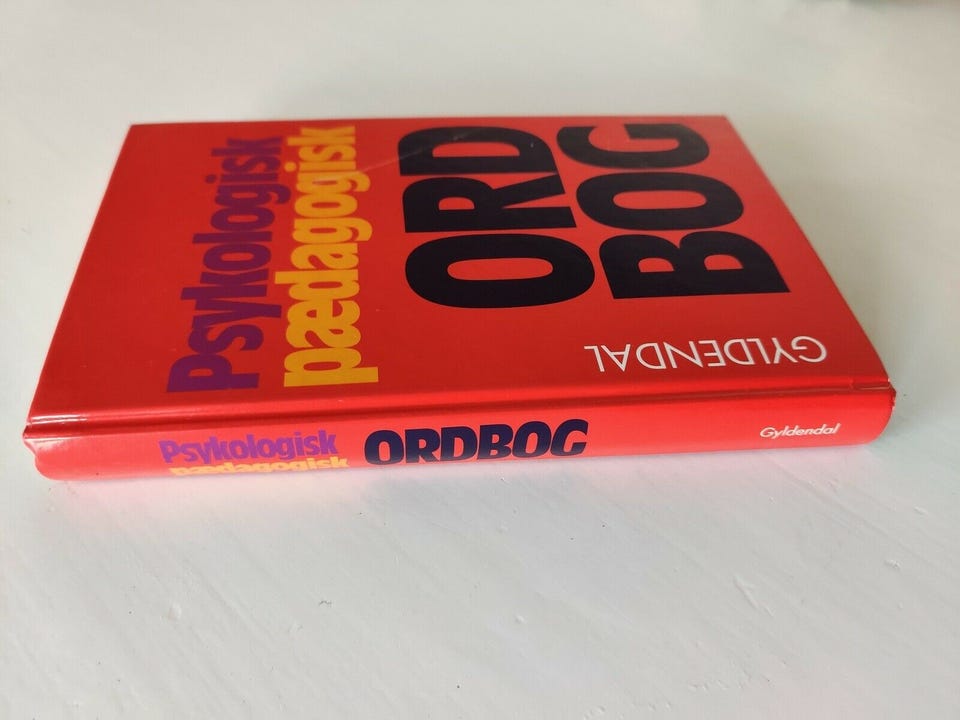 Psykologisk
pædagogisk
ORD
BOG
GYLDENDAL
Psykologisk
pædagogisk
ORDBOG
Gyldendal